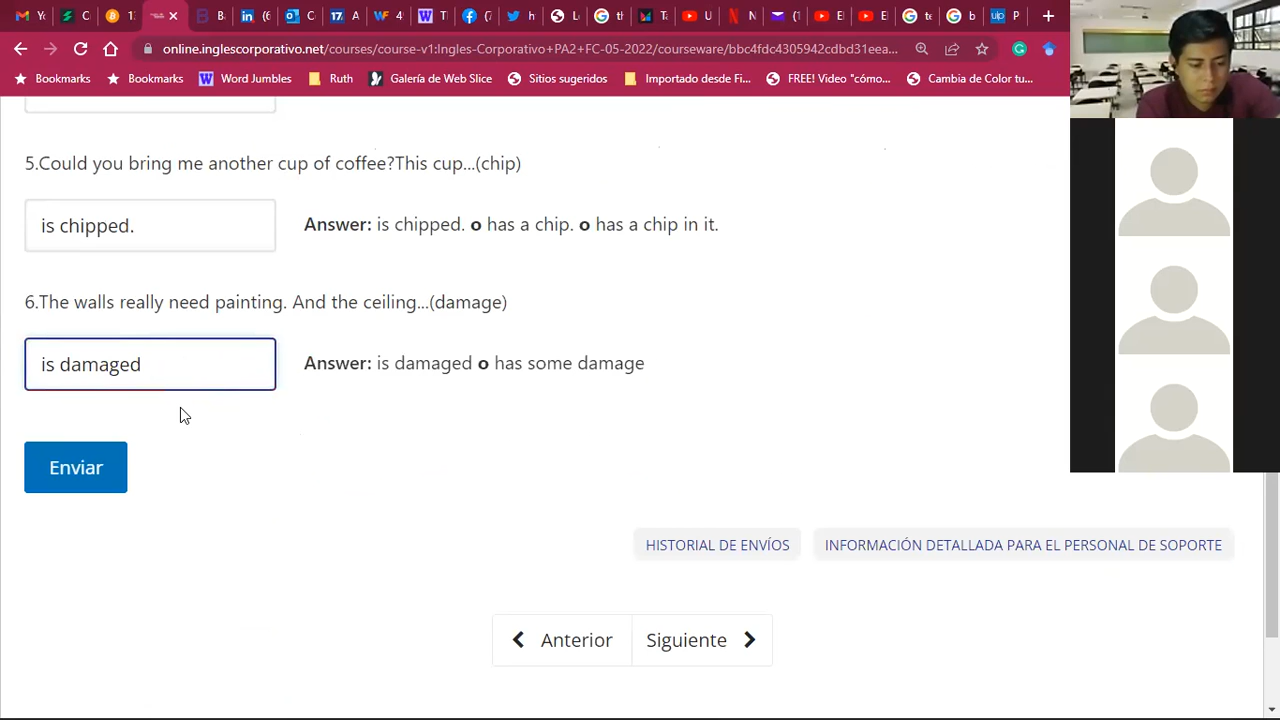 online.inglescorporativo.net/courses/course-v1:Ingles-Corporativo+PA2+FC-05-2022/courseware/bbc4fdc4305942cdbd31eea...
Bookmarks Bookmarks Word Jumbles Ruth Galería de Web Slice Sitios sugeridos Importado desde Fi... FREE! Video "cómo... Cambia de Color tu...
5.Could you bring me another cup of coffee?This cup...(chip)
is chipped. Answer: is chipped. o has a chip. o has a chip in it.
6.The walls really need painting. And the ceiling...(damage)
is damaged Answer: is damaged o has some damage
Enviar
HISTORIAL DE ENVÍOS INFORMACIÓN DETALLADA PARA EL PERSONAL DE SOPORTE
Anterior Siguiente